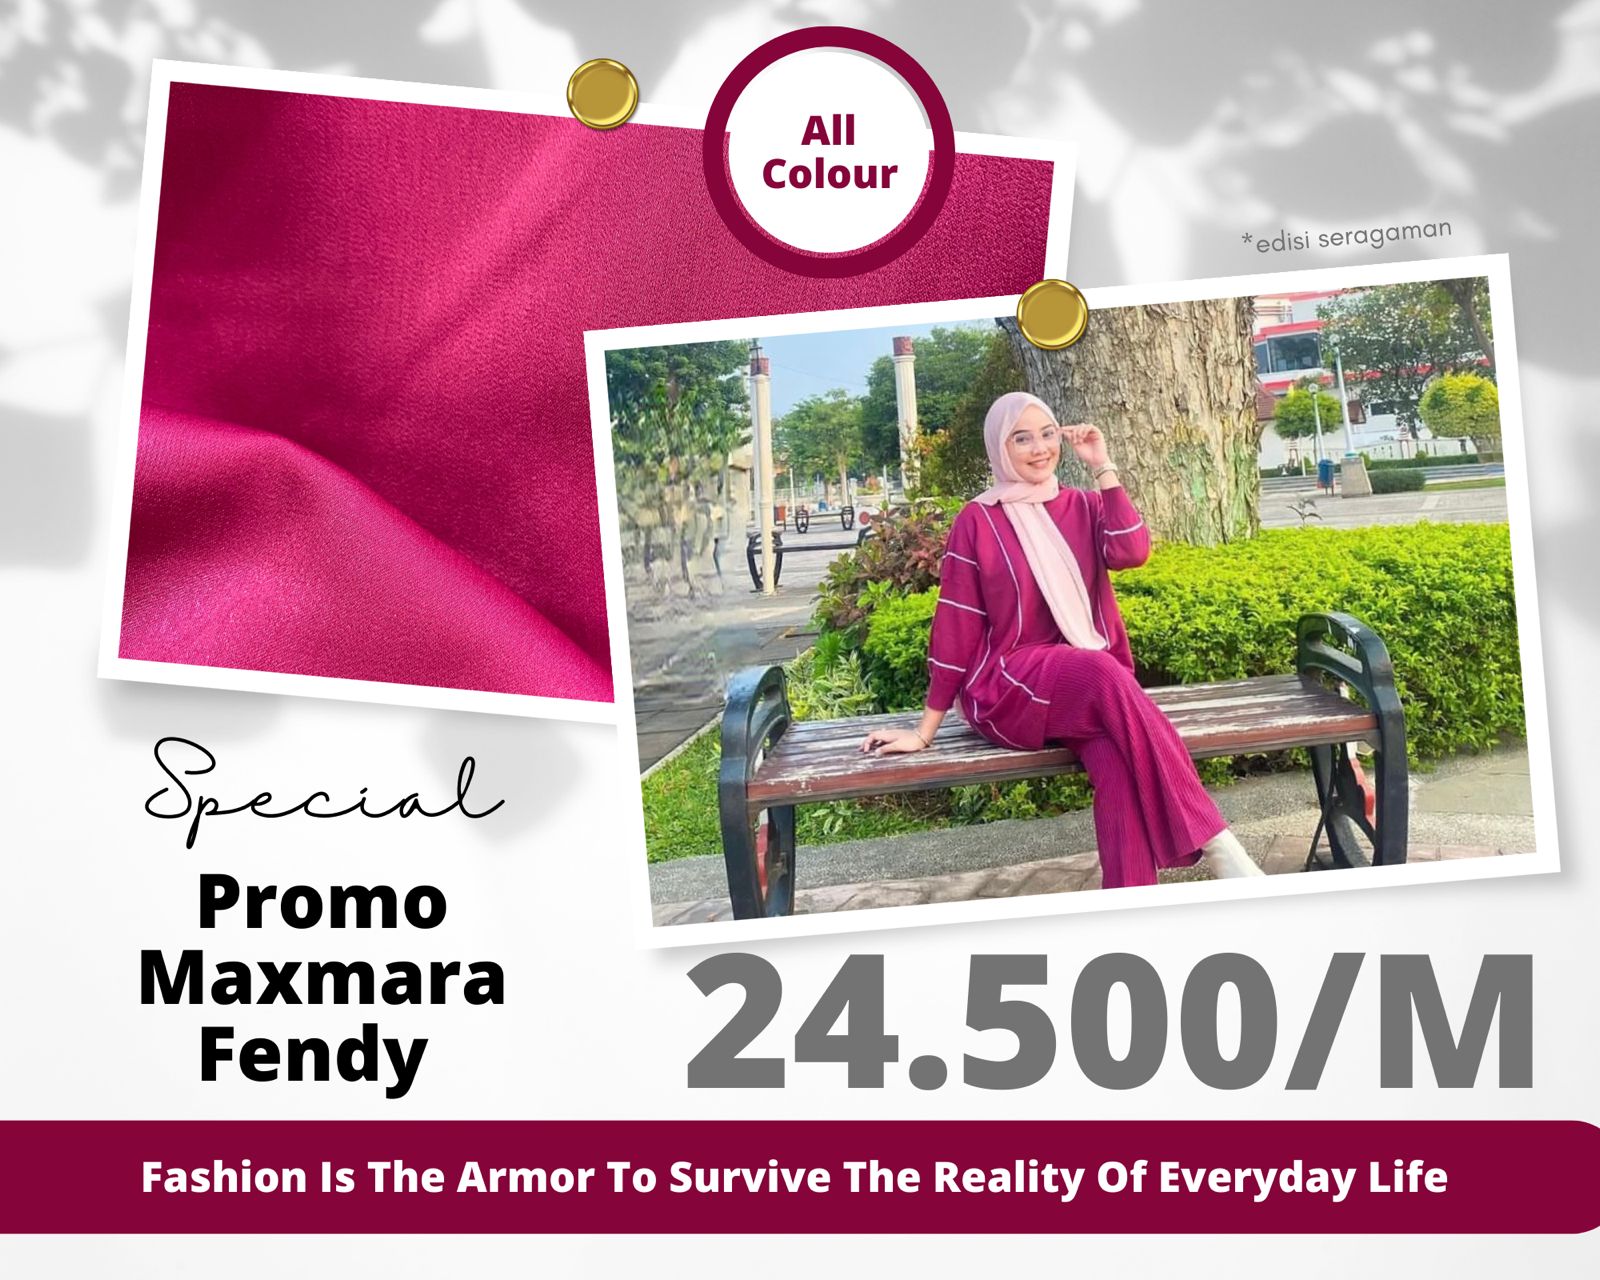 All
Colour
*edisi seragaman
Special
Promo
Maxmara
Fendy
24.500/M
Fashion Is The Armor To Survive The Reality Of Everyday Life